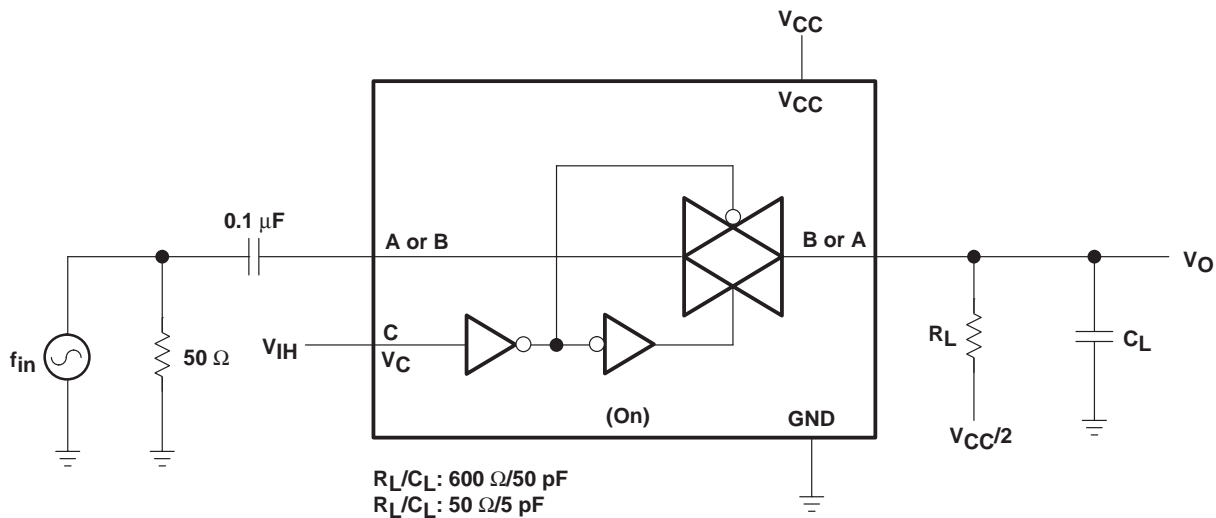 VCC
VCC
0.1 μF
A or B
B or A
VO
fin
50 Ω
VIH
C
VC
RL
CL
(On)
GND
VCC/2
RL/CL: 600 Ω/50 pF
RL/CL: 50 Ω/5 pF